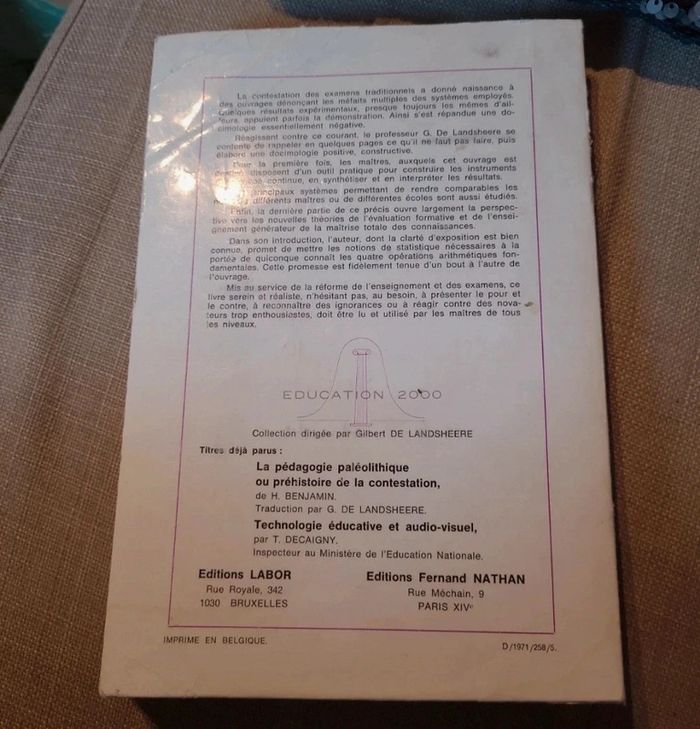 La contestation des examens traditionnels a donné naissance à
des ouvrages dénonçant les méfaits multiples des systèmes employés.
Quelques résultats expérimentaux, presque toujours les mêmes d'ail-
leurs, appuient parfois la démonstration. Ainsi s'est répandue une do-
cimologie essentiellement négative.
Réagissant contre ce courant, le professeur G. De Landsheere se
contente de rappeler en quelques pages ce qu'il ne faut pas faire, puis
élabore une docimologie positive, constructive.
Pour la première fois, les maîtres, auxquels cet ouvrage est
disposent d'un outil pratique pour construire les instruments
continue, en synthétiser et en interpréter les résultats.
principaux systèmes permettant de rendre comparables les
différents maîtres ou de différentes écoles sont aussi étudiés.
Enfin, la dernière partie de ce précis ouvre largement la perspec-
tive vers les nouvelles théories de l'évaluation formative et de l'ensei-
gnement générateur de la maîtrise totale des connaissances.
Dans son introduction, l'auteur, dont la clarté d'exposition est bien
connue, promet de mettre les notions de statistique nécessaires à la
portée de quiconque connaît les quatre opérations arithmétiques fon-
damentales. Cette promesse est fidèlement tenue d'un bout à l'autre de
l'ouvrage.
Mis au service de la réforme de l'enseignement et des examens, ce
livre serein et réaliste, n'hésitant pas, au besoin, à présenter le pour et
le contre, à reconnaître des ignorances ou à réagir contre des nova-
teurs trop enthousiastes, doit être lu et utilisé par les maîtres de tous
les niveaux.
EDUCATION 2000
Collection dirigée par Gilbert DE LANDSHEERE
Titres déjà parus :
La pédagogie paléolithique
ou préhistoire de la contestation,
de H. BENJAMIN.
Traduction par G. DE LANDSHEERE.
Technologie éducative et audio-visuel,
par T. DECAIGNY.
Inspecteur au Ministère de l'Education Nationale.
Editions LABOR
Rue Royale, 342
1030 BRUXELLES
Editions Fernand NATHAN
Rue Méchain, 9
PARIS XIVe
IMPRIME EN BELGIQUE.
D/1971/258/5.